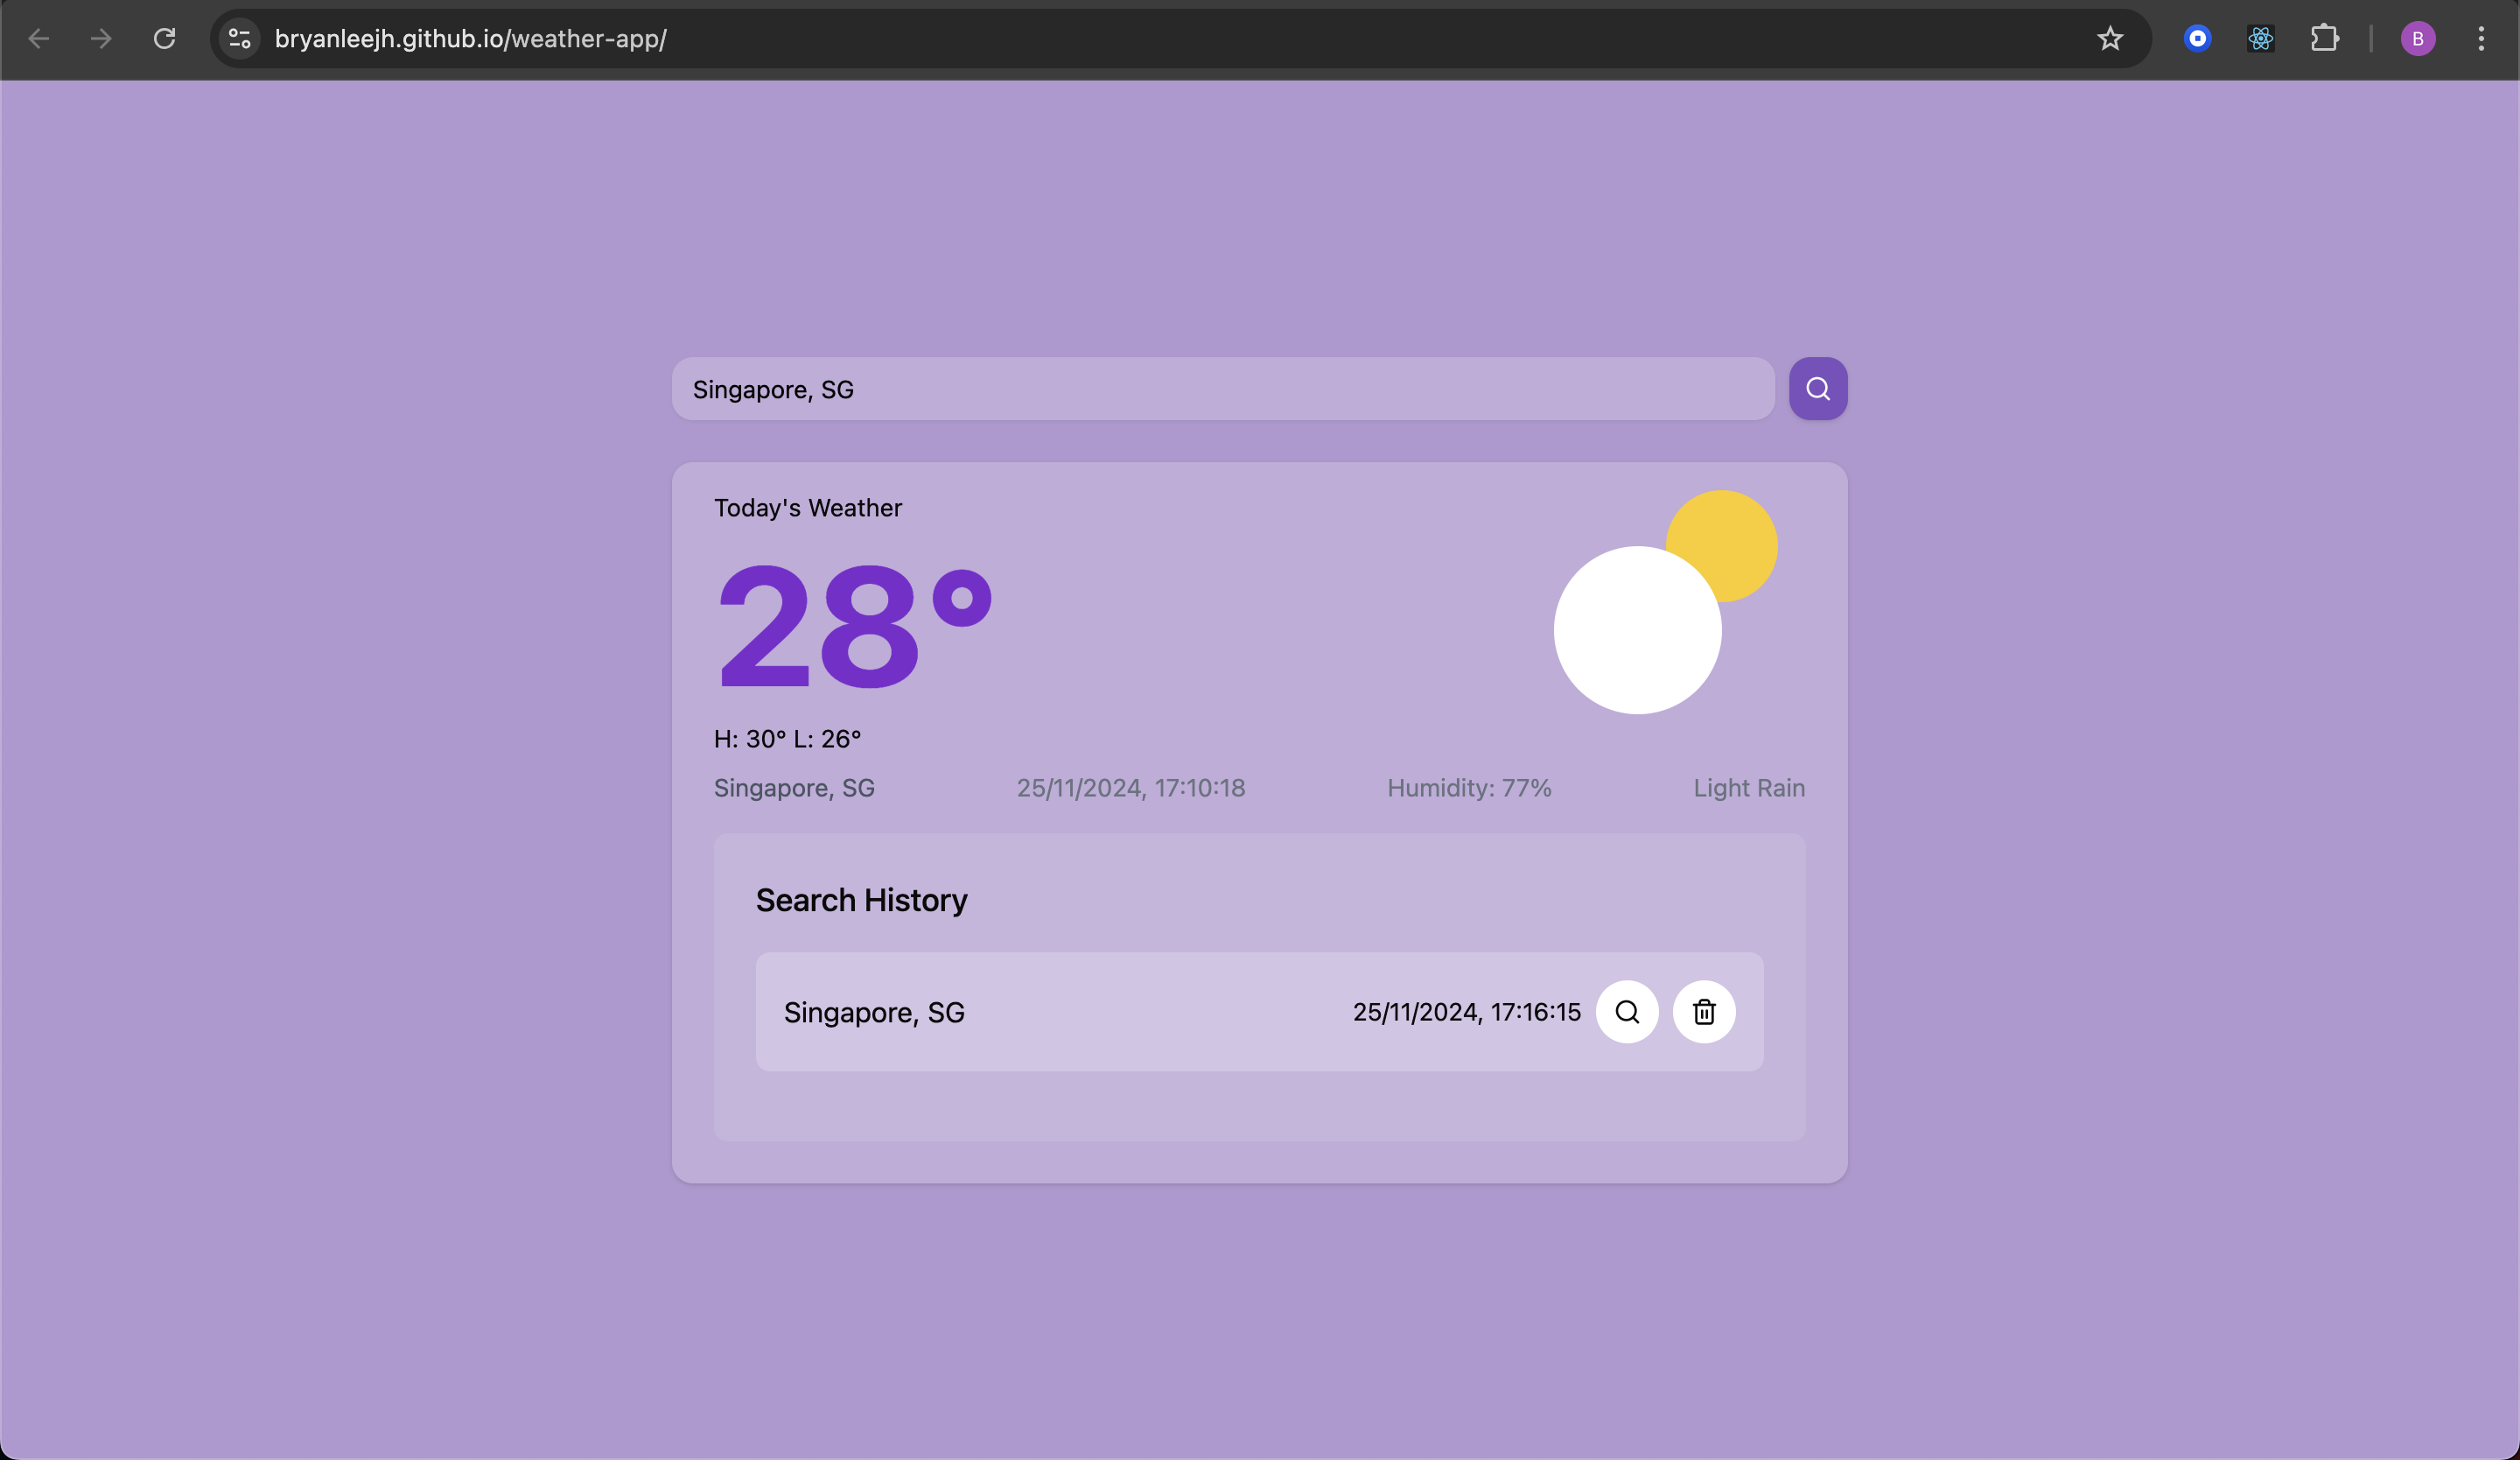 bryanleejh.github.io/weather-app/
B
Singapore, SG
Today's Weather
28°
H: 30° L: 26°
Singapore, SG 25/11/2024, 17:10:18 Humidity: 77% Light Rain
Search History
Singapore, SG 25/11/2024, 17:16:15